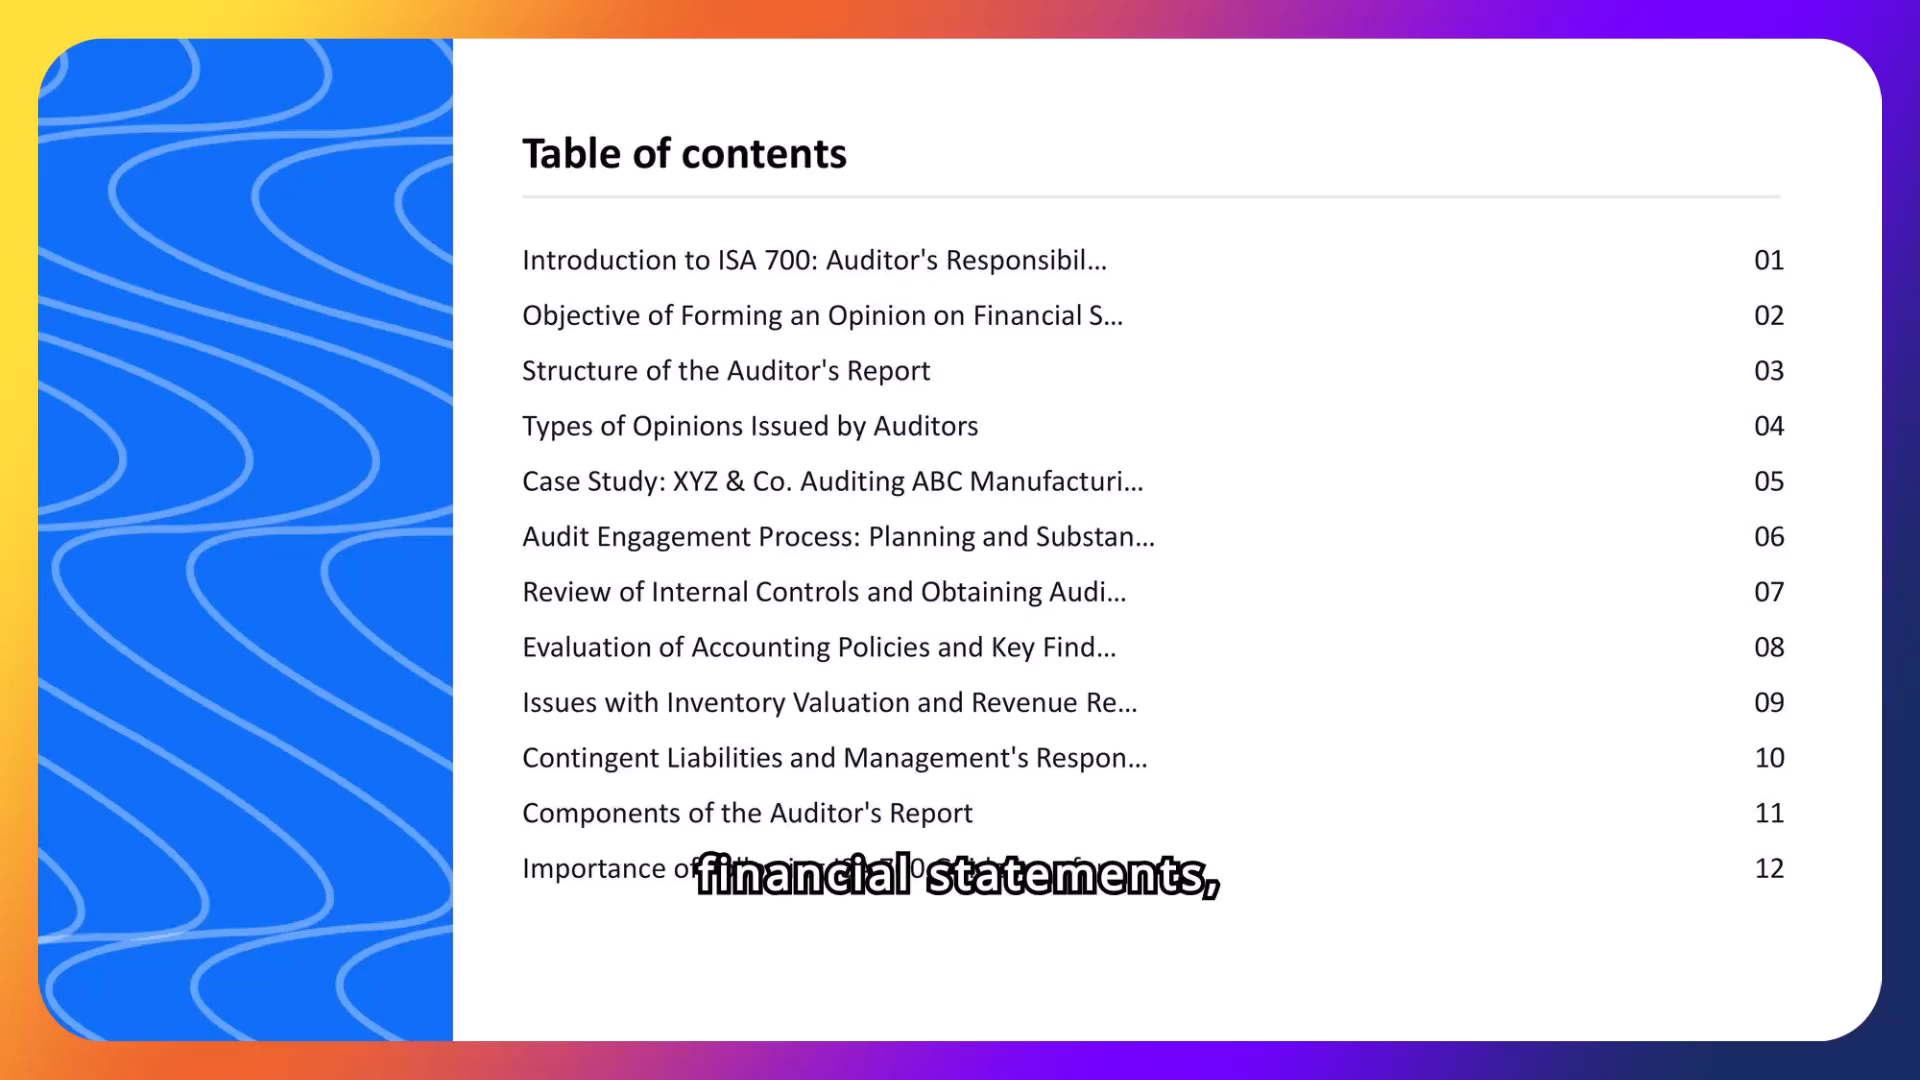 Table of contents
Introduction to ISA 700: Auditor's Responsibil... 01
Objective of Forming an Opinion on Financial S... 02
Structure of the Auditor's Report 03
Types of Opinions Issued by Auditors 04
Case Study: XYZ & Co. Auditing ABC Manufacturi... 05
Audit Engagement Process: Planning and Substan... 06
Review of Internal Controls and Obtaining Audi... 07
Evaluation of Accounting Policies and Key Find... 08
Issues with Inventory Valuation and Revenue Re... 09
Contingent Liabilities and Management's Respon... 10
Components of the Auditor's Report 11
Importance of 12
financial statements,